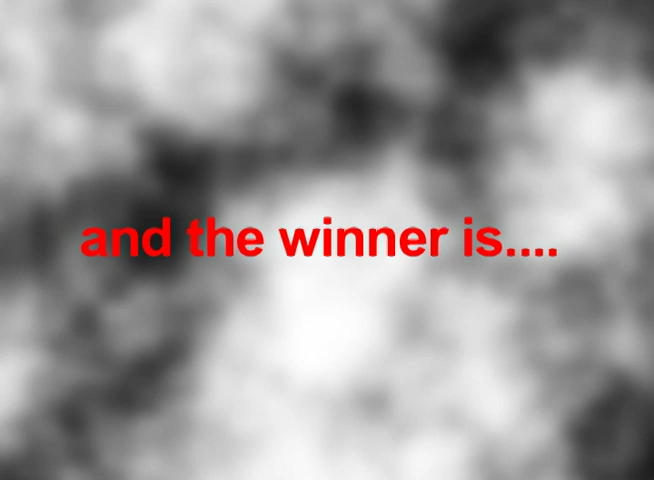 and the winner is....